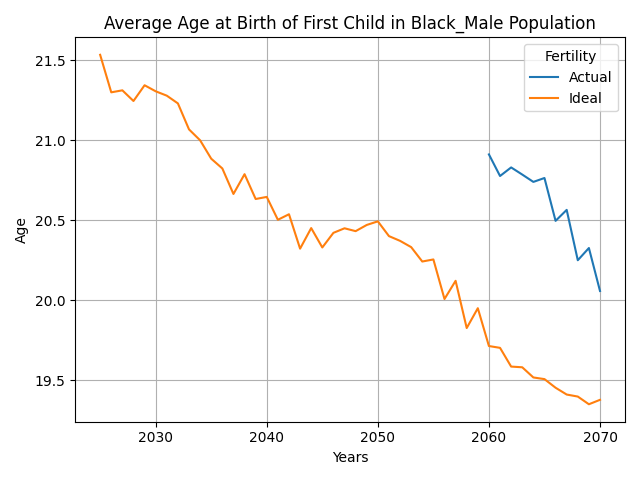 Average Age at Birth of First Child in Black_Male Population
Fertility
Actual
Ideal
Age
21.5
21.0
20.5
20.0
19.5
2030 2040 2050 2060 2070
Years